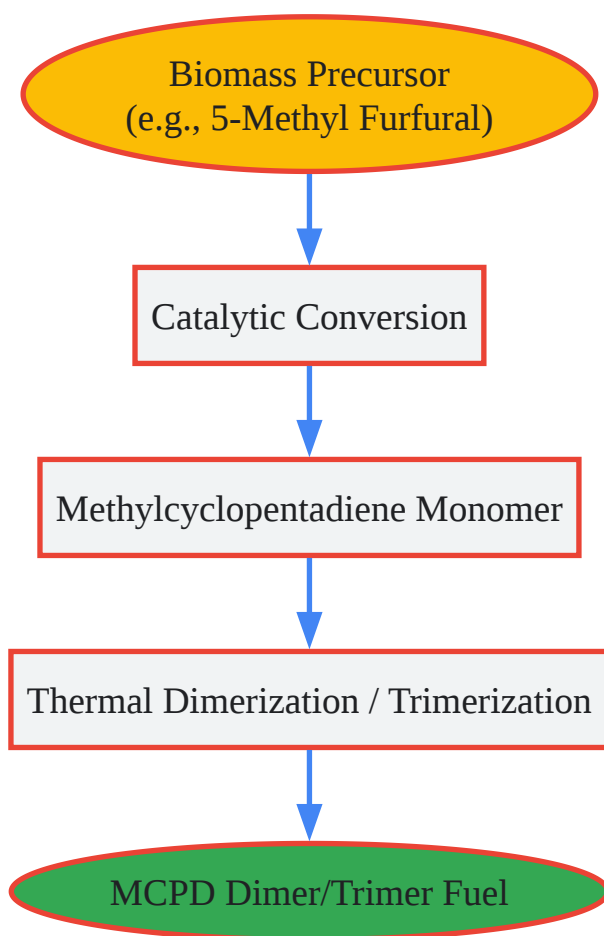 Biomass Precursor
(e.g., 5-Methyl Furfural)
Catalytic Conversion
Methylcyclopentadiene Monomer
Thermal Dimerization / Trimerization
MCPD Dimer/Trimer Fuel